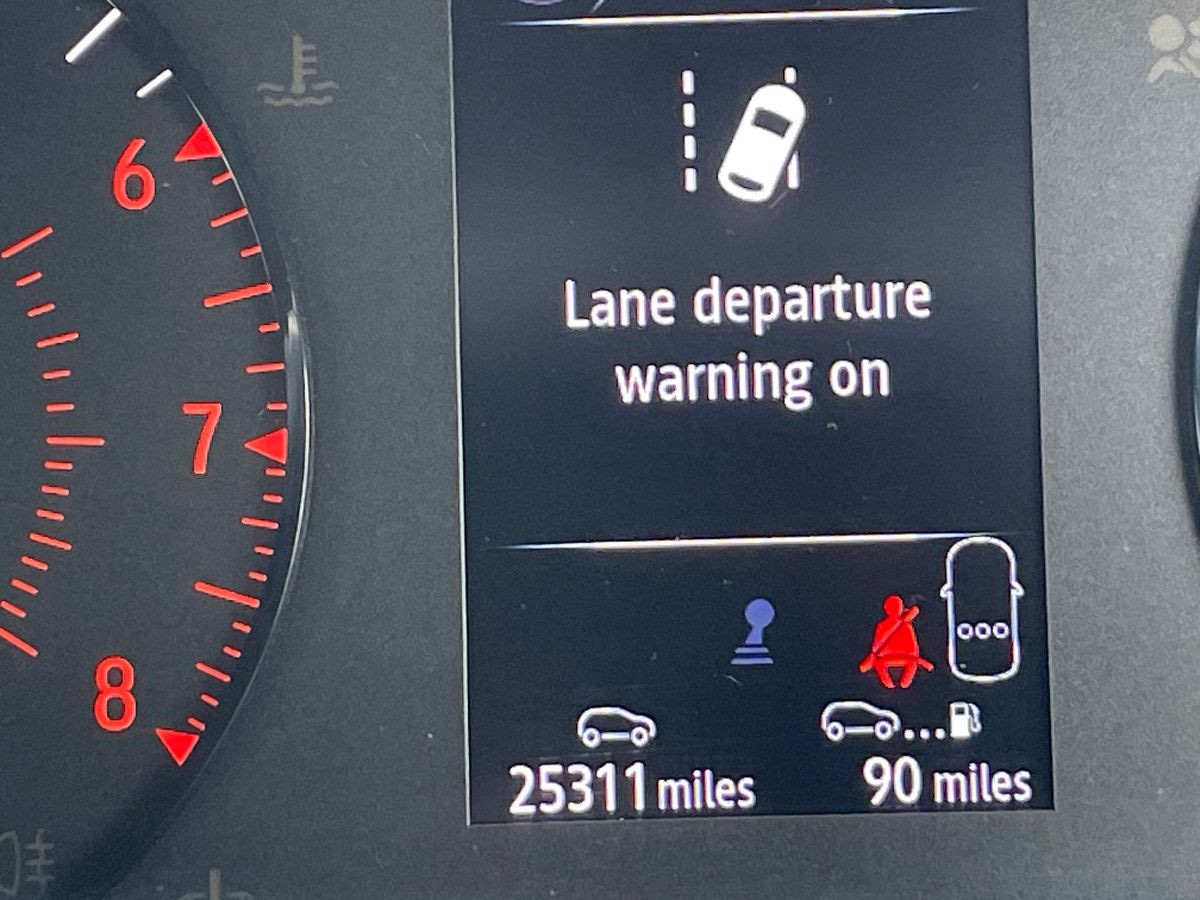 6
7
8
Lane departure
warning on
25311 miles
90 miles